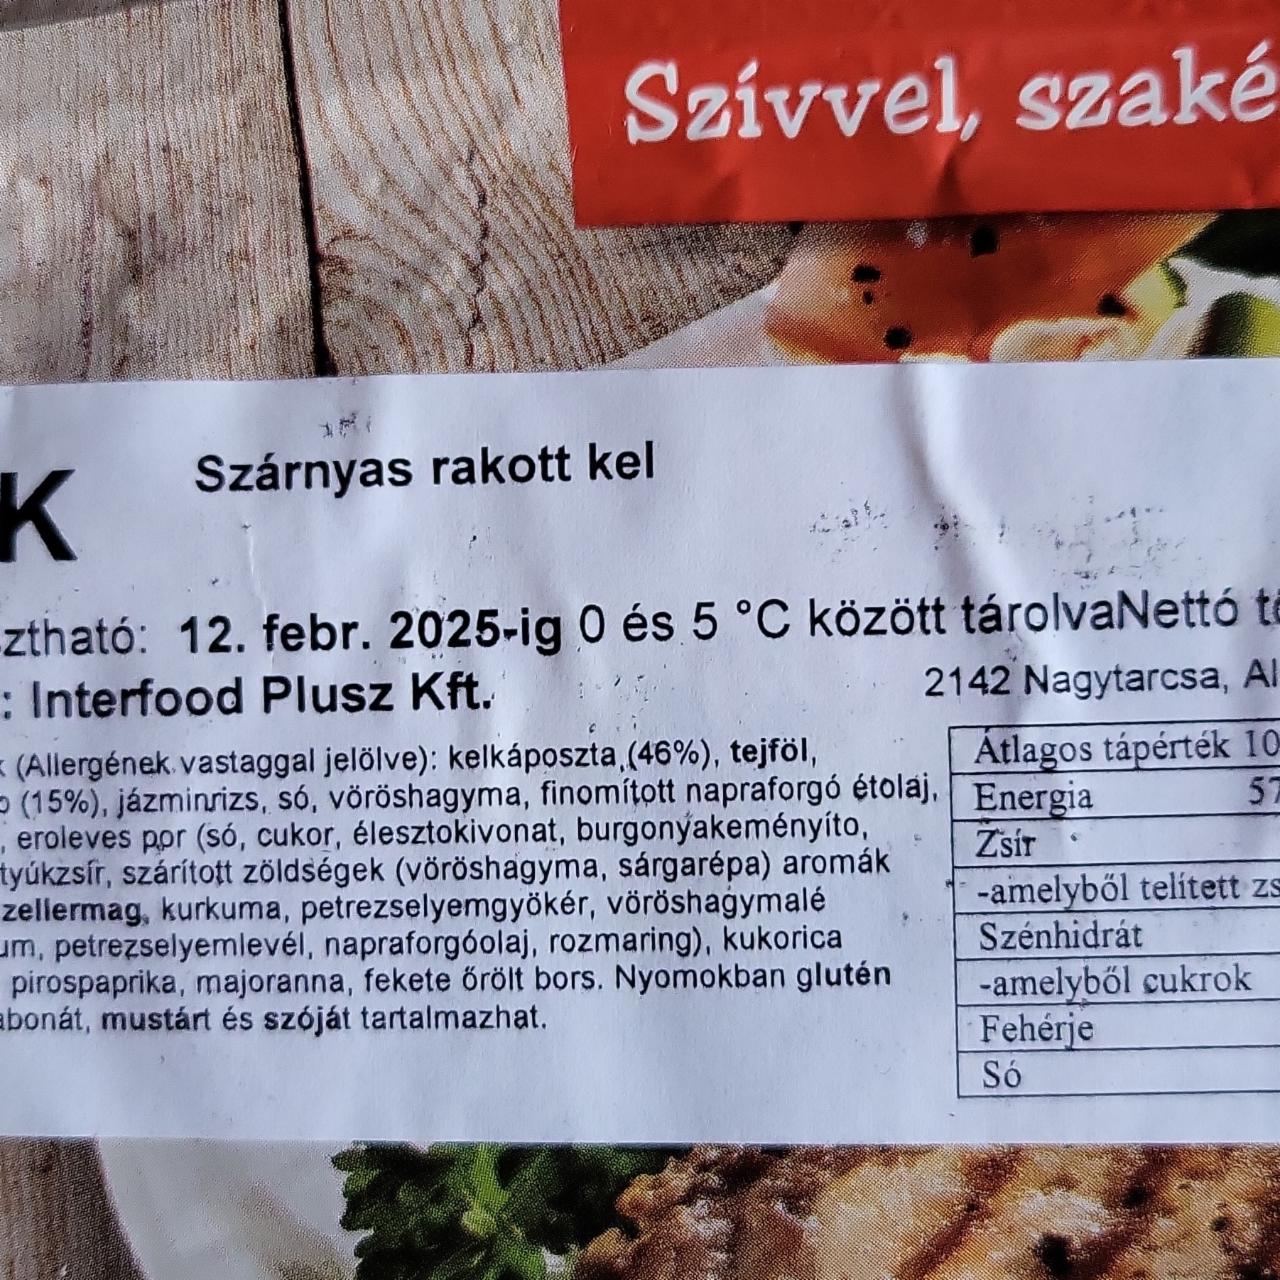 Szívvel, szaké
K
Szárnyas rakott kel
sztható: 12. febr. 2025-ig 0 és 5 °C között tárolvaNettó tö
: Interfood Plusz Kft.
2142 Nagytarcsa, Al
k (Allergének vastaggal jelölve): kelkáposzta (46%), tejföl,
(15%), jázminrizs, só, vöröshagyma, finomított napraforgó étolaj,
, eroleves por (só, cukor, élesztokivonat, burgonyakeményíto,
tyúkzsír, szárított zöldségek (vöröshagyma, sárgarépa) aromák
zellermag, kurkuma, petrezselyemgyökér, vöröshagymalé
um, petrezselyemlevél, napraforgóolaj, rozmaring), kukorica
pirospaprika, majoranna, fekete őrölt bors. Nyomokban glutén
abonát, mustárt és szóját tartalmazhat.
Átlagos tápérték 10
Energia 57
Zsír
-amelyből telített zs
Szénhidrát
-amelyből cukrok
Fehérje
Só